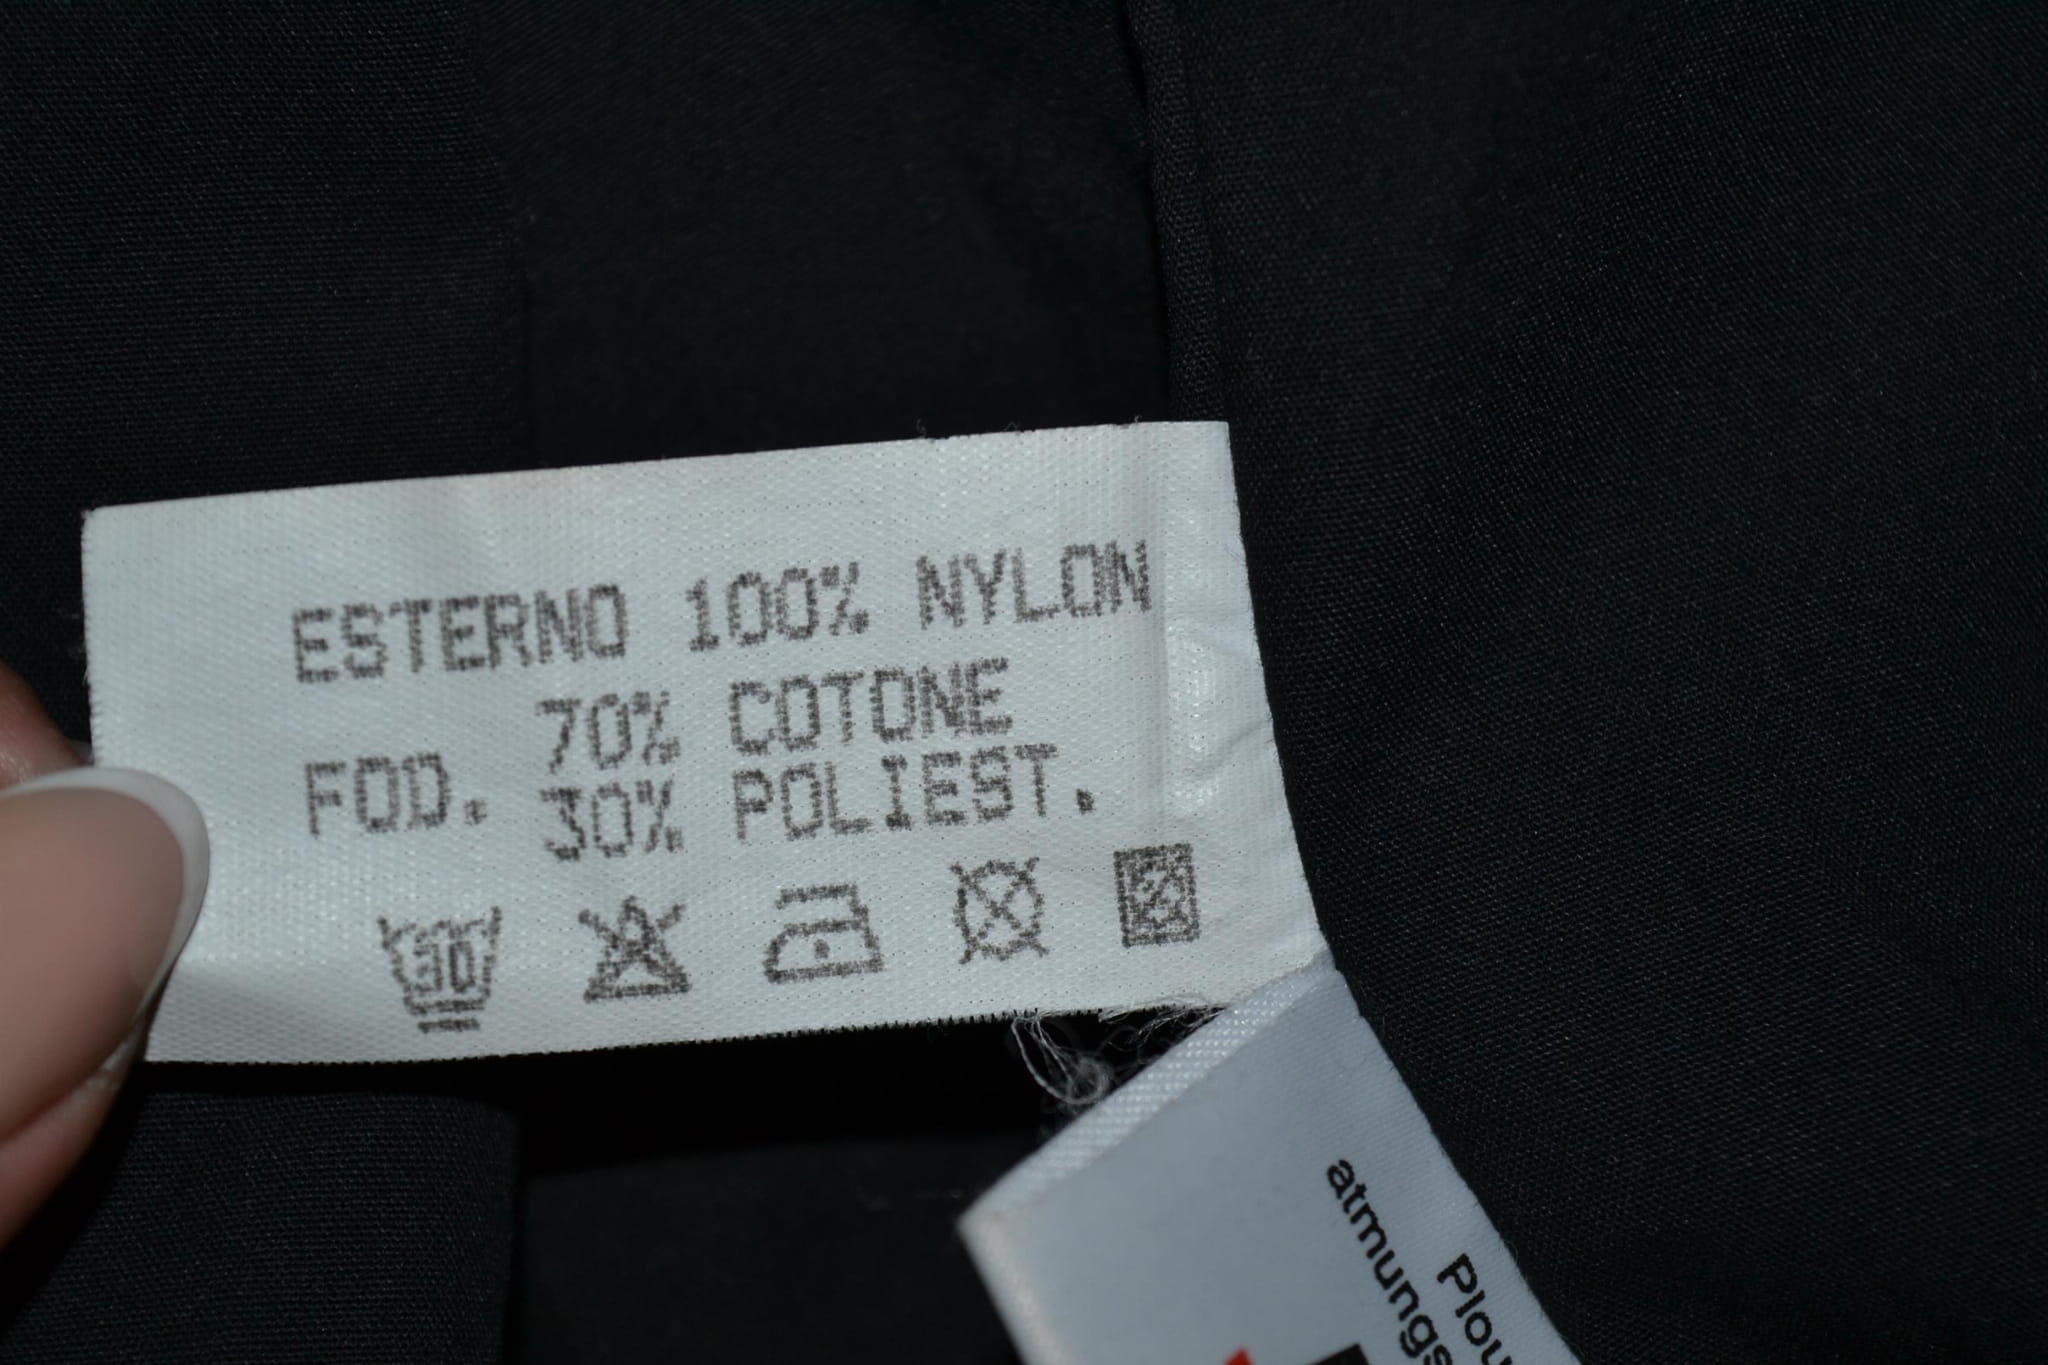 ESTERNO 100% NYLON
70% COTONE
FOD.
30% POLIEST.
30
atmungs
Plou